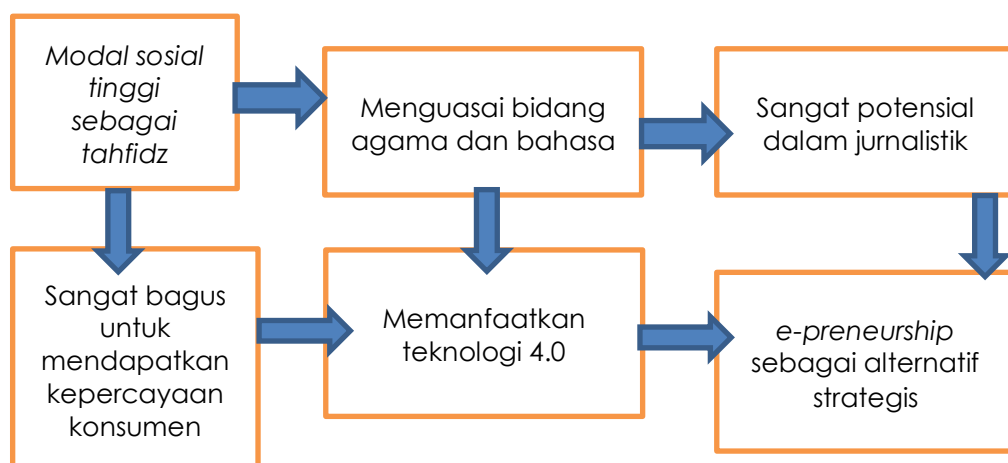 Modal sosial
tinggi
sebagai
tahfidz
Menguasai bidang
agama dan bahasa
Sangat potensial
dalam jurnalistik
Sangat bagus
untuk
mendapatkan
kepercayaan
konsumen
Memanfaatkan
teknologi 4.0
e-preneurship
sebagai alternatif
strategis